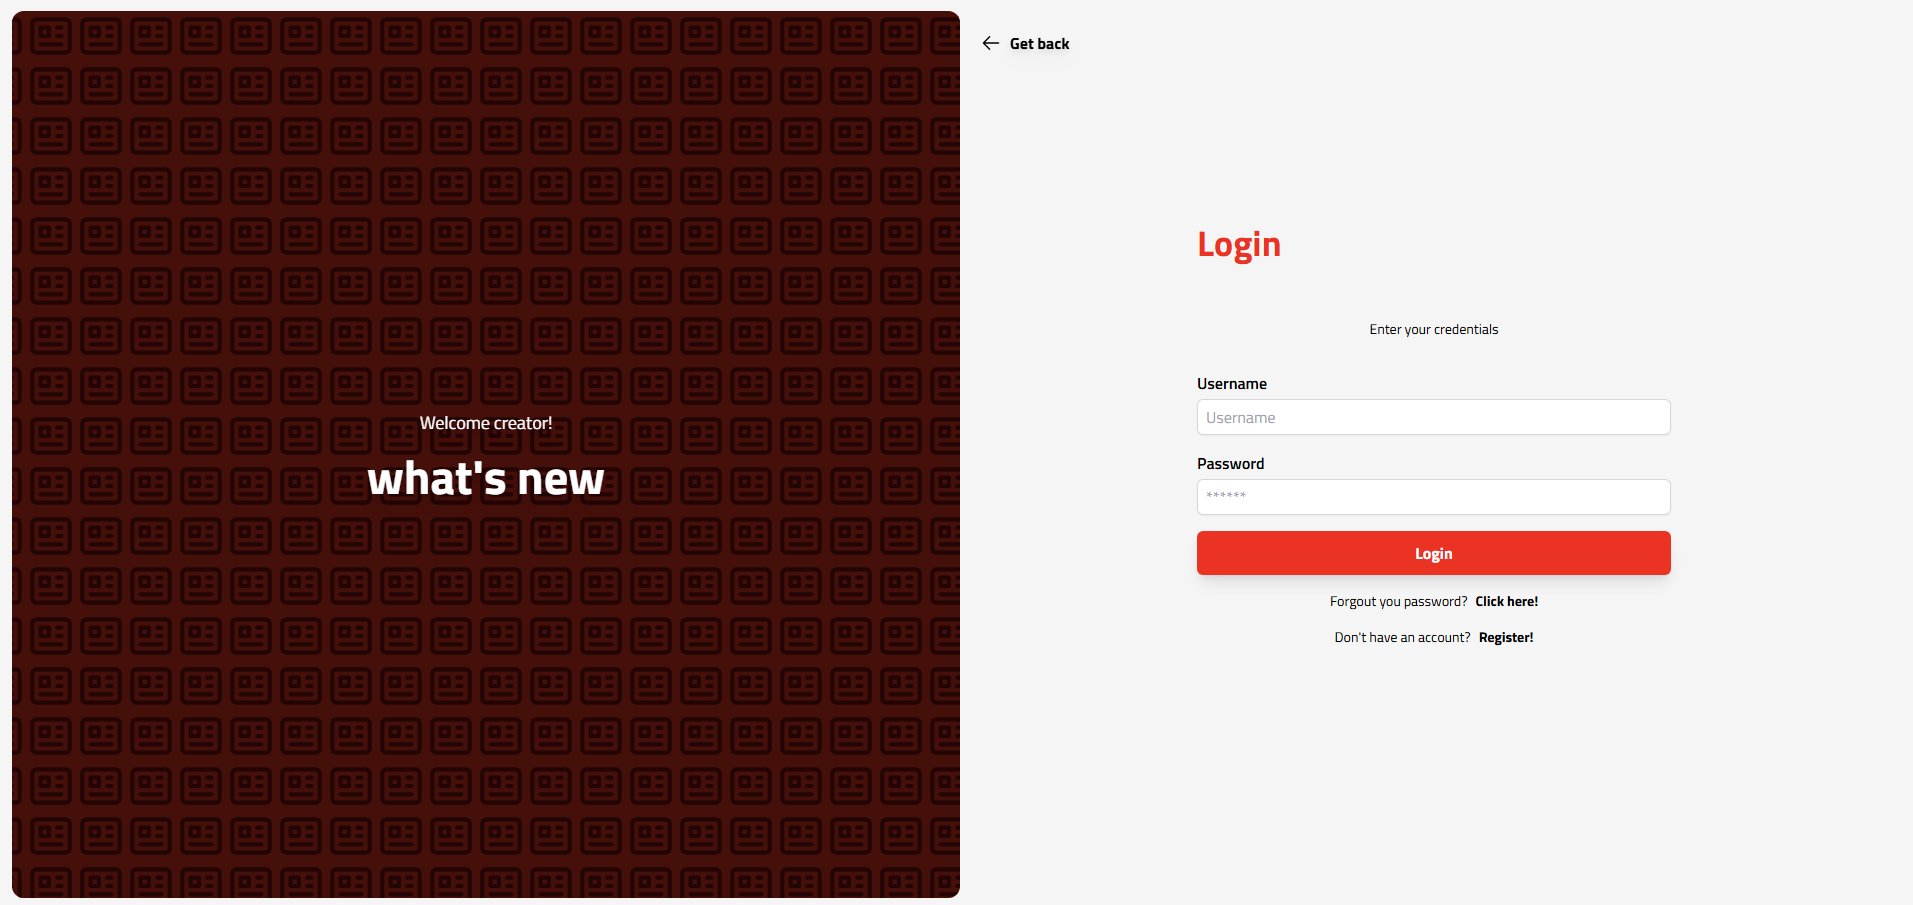 Welcome creator!
what's new
Get back
Login
Enter your credentials
Username
Username
Password
******
Login
Forgout you password? Click here!
Don't have an account? Register!